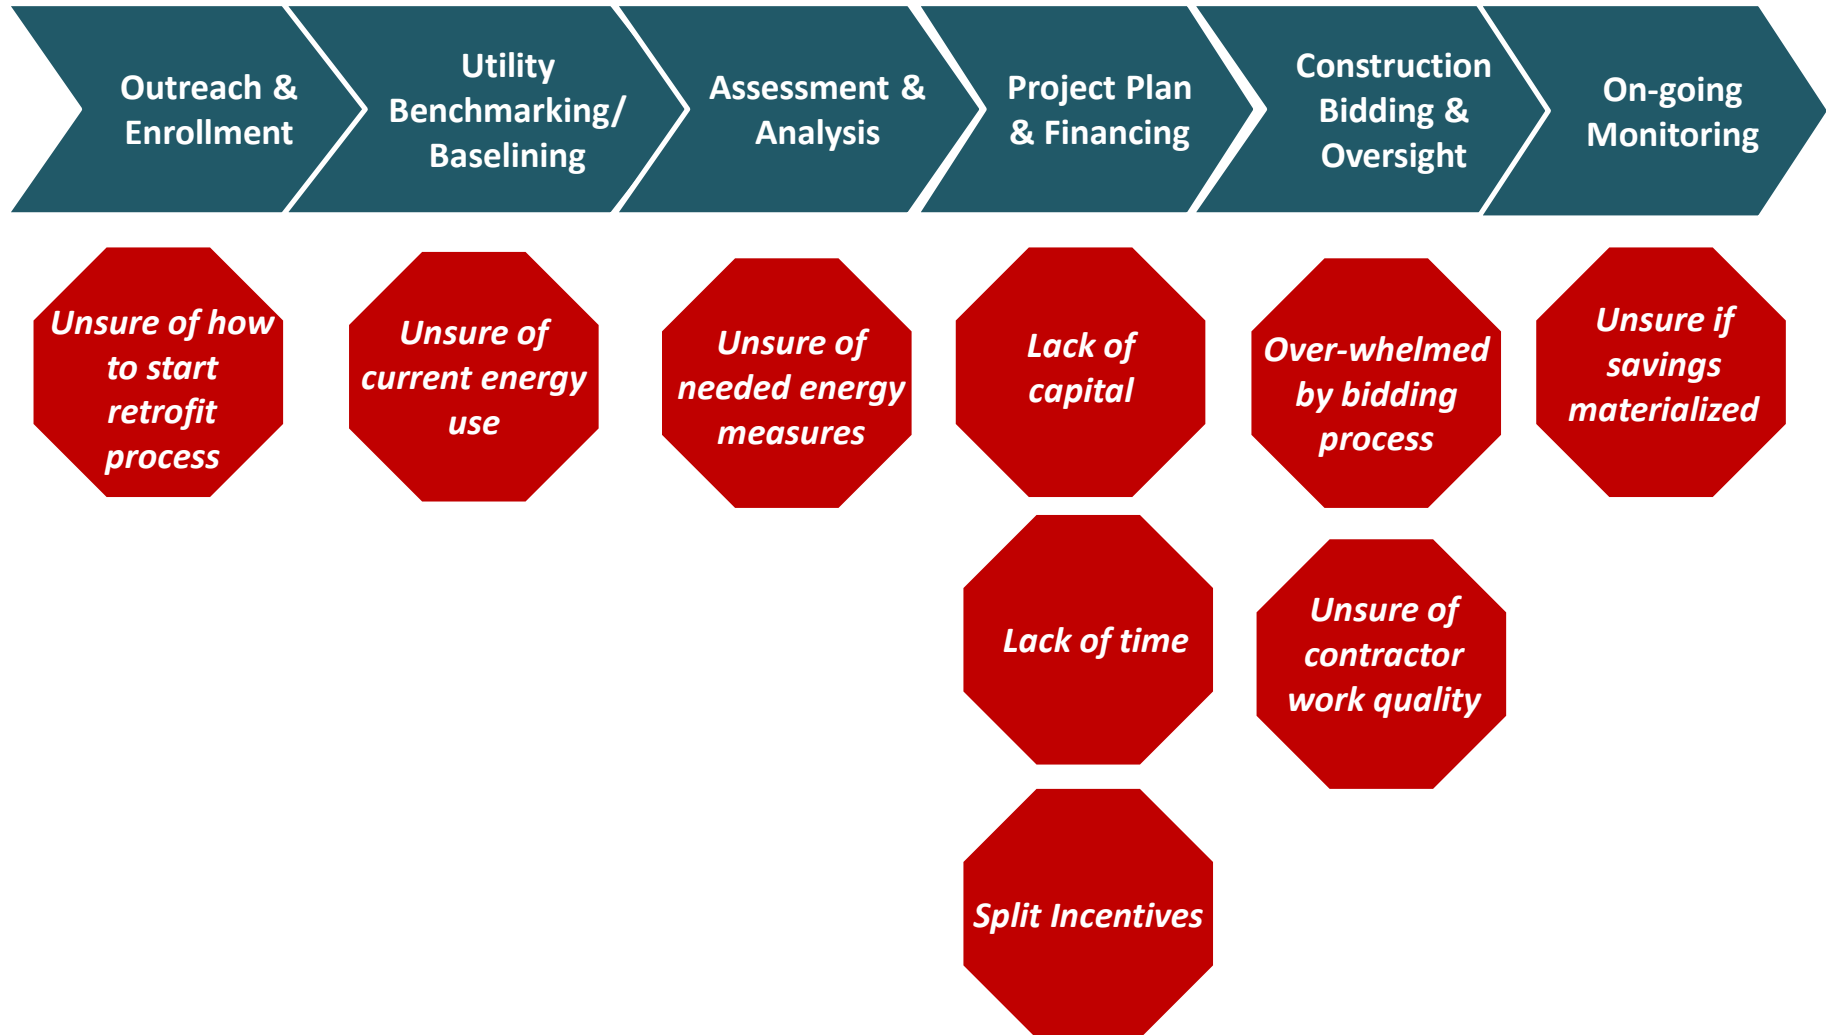 Outreach &
Enrollment
Utility
Benchmarking/
Baselining
Assessment &
Analysis
Project Plan
& Financing
Construction
Bidding &
Oversight
On-going
Monitoring
Unsure of how
to start
retrofit
process
Unsure of
current energy
use
Unsure of
needed energy
measures
Lack of
capital
Over-whelmed
by bidding
process
Unsure if
savings
materialized
Lack of time
Unsure of
contractor
work quality
Split Incentives